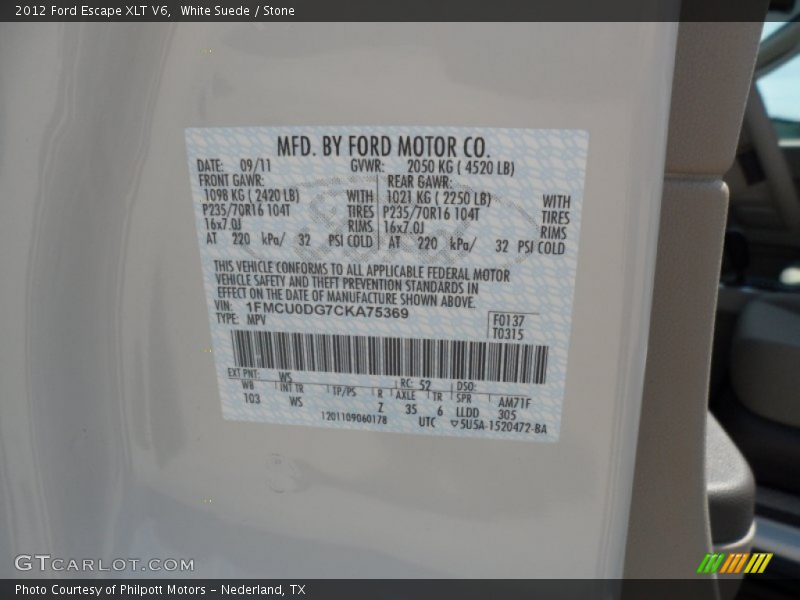 2012 Ford Escape XLT V6, White Suede / Stone
MFD. BY FORD MOTOR CO.
DATE: 09/11 GVWR: 2050 KG ( 4520 LB)
FRONT GAWR: REAR GAWR:
1098 KG ( 2420 LB) WITH 1021 KG ( 2250 LB) WITH
P235/70R16 104T TIRES P235/70R16 104T TIRES
16x7.0J RIMS 16x7.0J RIMS
AT 220 kPa/ 32 PSI COLD AT 220 kPa/ 32 PSI COLD
THIS VEHICLE CONFORMS TO ALL APPLICABLE FEDERAL MOTOR
VEHICLE SAFETY AND THEFT PREVENTION STANDARDS IN
EFFECT ON THE DATE OF MANUFACTURE SHOWN ABOVE.
VIN: 1FMCU0DG7CKA75369 F0137
TYPE: MPV T0315
EXT PNT: WS RC: 52 DSO:
WB INT TR TP/PS R AXLE TR SPR AM71F
103 WS Z 35 6 LLDD 305
1201109060178 UTC ▽5U5A-1520472-BA
GTCARLOT.COM
Photo Courtesy of Philpott Motors - Nederland, TX